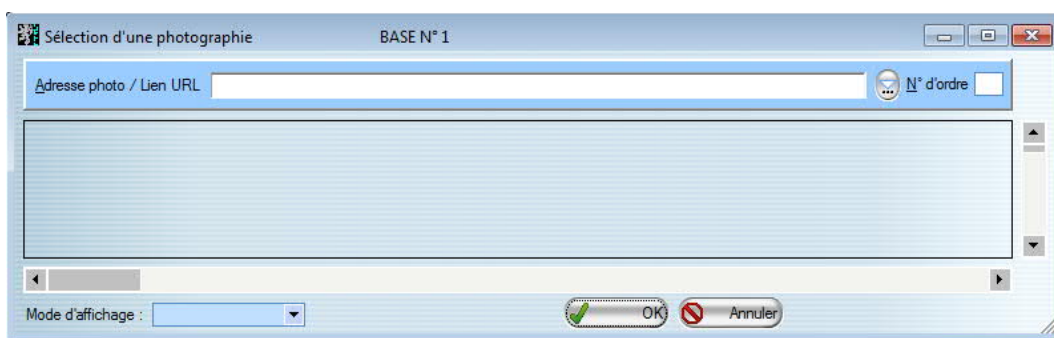 Sélection d'une photographie BASE N° 1
Adresse photo / Lien URL N° d'ordre
Mode d'affichage : OK Annuler